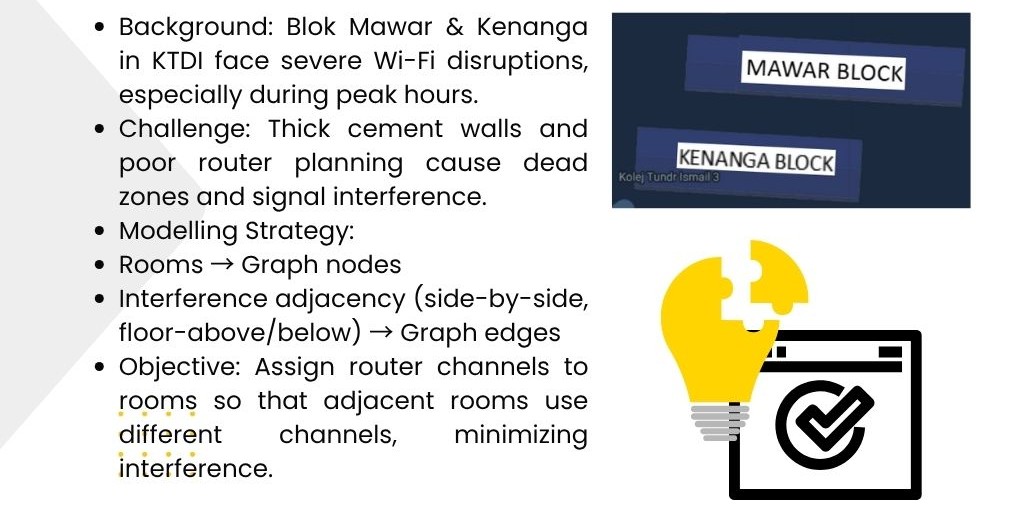 • Background: Blok Mawar & Kenanga
in KTDI face severe Wi-Fi disruptions,
especially during peak hours.
• Challenge: Thick cement walls and
poor router planning cause dead
zones and signal interference.
• Modelling Strategy:
• Rooms → Graph nodes
• Interference adjacency (side-by-side,
floor-above/below) → Graph edges
• Objective: Assign router channels to
rooms so that adjacent rooms use
different channels, minimizing
interference.
MAWAR BLOCK
KENANGA BLOCK
Kolej Tundr Ismail 3